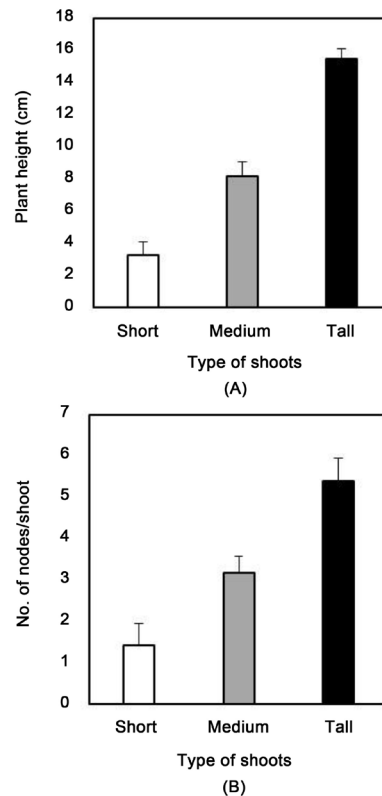 18
16
14
12
10
8
6
4
2
0
Plant height (cm)
Short Medium Tall
Type of shoots
(A)
7
6
5
4
3
2
1
0
No. of nodes/shoot
Short Medium Tall
Type of shoots
(B)